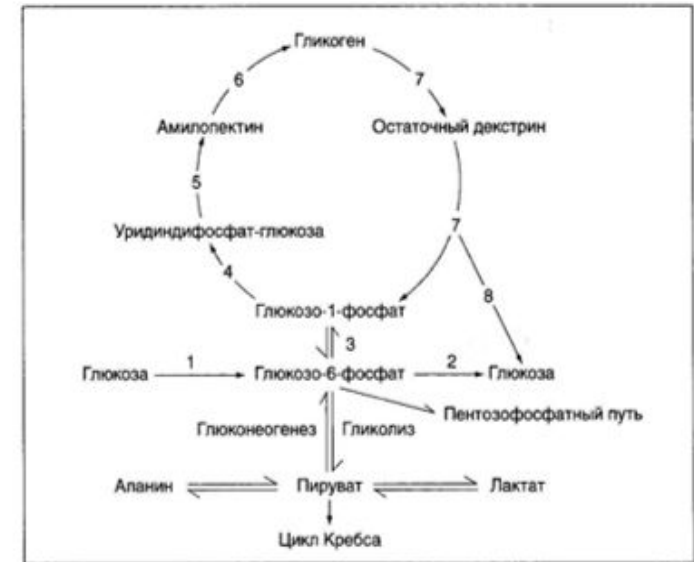 Гликоген
6
7
Амилопектин
Остаточный декстрин
5
7
Уридиндифосфат-глюкоза
4
8
Глюкозо-1-фосфат
3
Глюкоза
1
Глюкозо-6-фосфат
2
Глюкоза
Пентозофосфатный путь
Глюконеогенез
Гликолиз
Аланин
Пируват
Лактат
Цикл Кребса